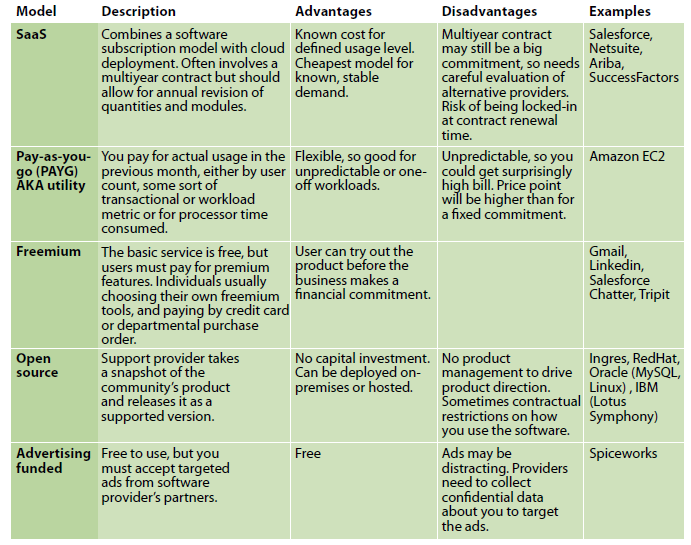 Model Description Advantages Disadvantages Examples
SaaS
Combines a software
subscription model with cloud
deployment. Often involves a
multiyear contract but should
allow for annual revision of
quantities and modules.
Known cost for
defined usage level.
Cheapest model for
known, stable
demand.
Multiyear contract
may still be a big
commitment, so needs
careful evaluation of
alternative providers.
Risk of being locked-in
at contract renewal
time.
Salesforce,
Netsuite,
Ariba,
SuccessFactors
Pay-as-you-
go (PAYG)
AKA utility
You pay for actual usage in the
previous month, either by user
count, some sort of
transactional or workload
metric or for processor time
consumed.
Flexible, so good for
unpredictable or one-
off workloads.
Unpredictable, so you
could get surprisingly
high bill. Price point
will be higher than for
a fixed commitment.
Amazon EC2
Freemium
The basic service is free, but
users must pay for premium
features. Individuals usually
choosing their own freemium
tools, and paying by credit card
or departmental purchase
order.
User can try out the
product before the
business makes a
financial commitment.
Gmail,
Linkedin,
Salesforce
Chatter, Tripit
Open
source
Support provider takes
a snapshot of the
community's product
and releases it as a
supported version.
No capital investment.
Can be deployed on-
premises or hosted.
No product
management to drive
product direction.
Sometimes contractual
restrictions on how
you use the software.
Ingres, RedHat,
Oracle (MySQL,
Linux) , IBM
(Lotus
Symphony)
Advertising
funded
Free to use, but you
must accept targeted
ads from software
provider's partners.
Free
Ads may be
distracting. Providers
need to collect
confidential data
about you to target
the ads.
Spiceworks